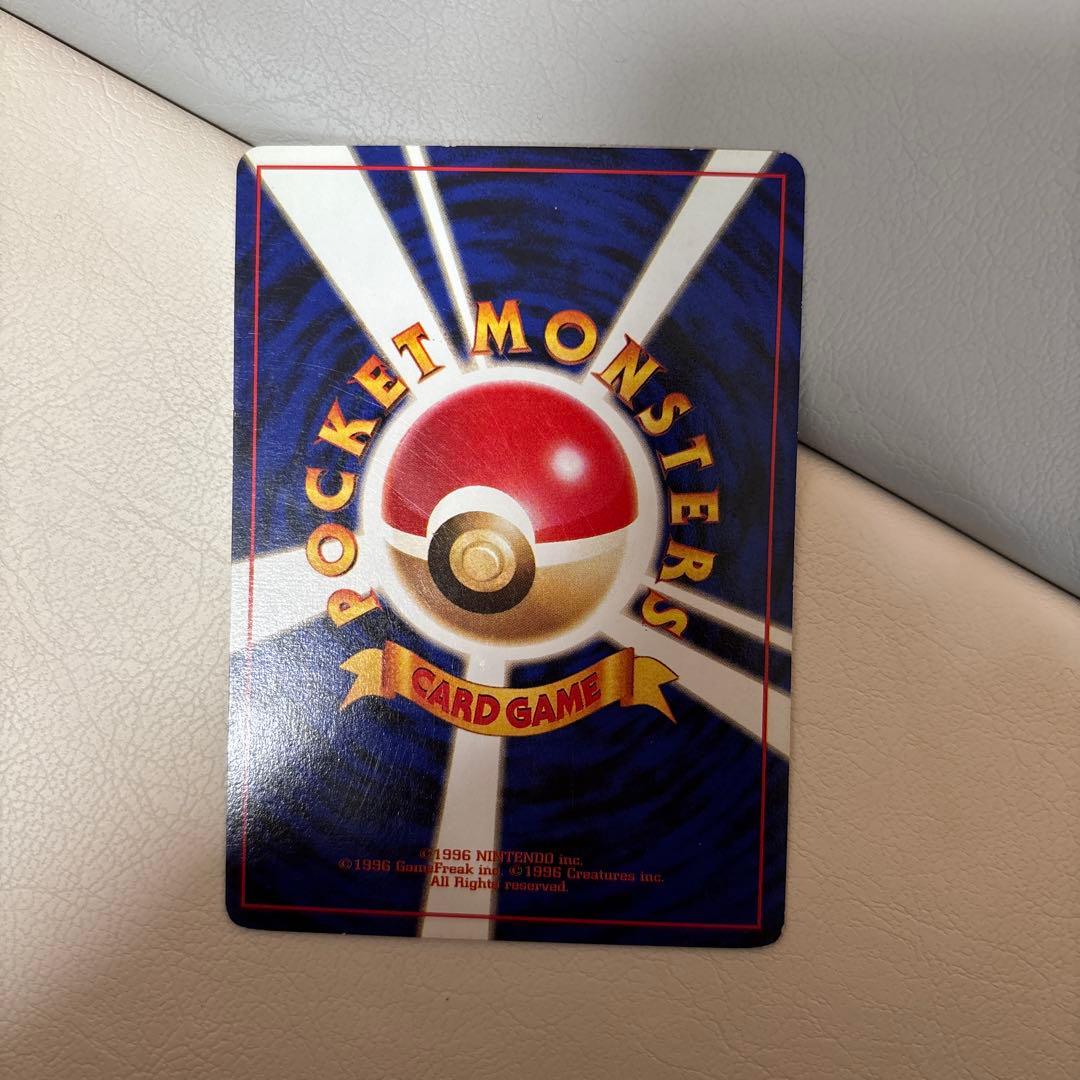 POCKET MONSTERS
CARD GAME
©1996 NINTENDO inc.
©1996 GameFreak inc. ©1996 Creatures inc.
All Rights reserved.